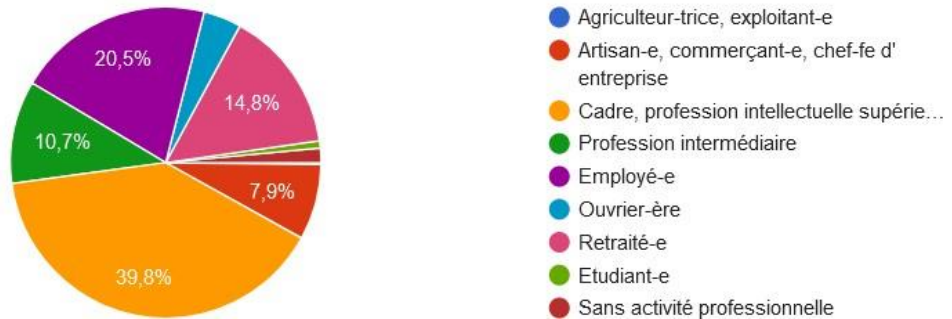 20,5%
14,8%
10,7%
7,9%
39,8%
Agriculteur-trice, exploitant-e
Artisan-e, commerçant-e, chef-fe d'
entreprise
Cadre, profession intellectuelle supérie…
Profession intermédiaire
Employé-e
Ouvrier-ère
Retraité-e
Etudiant-e
Sans activité professionnelle